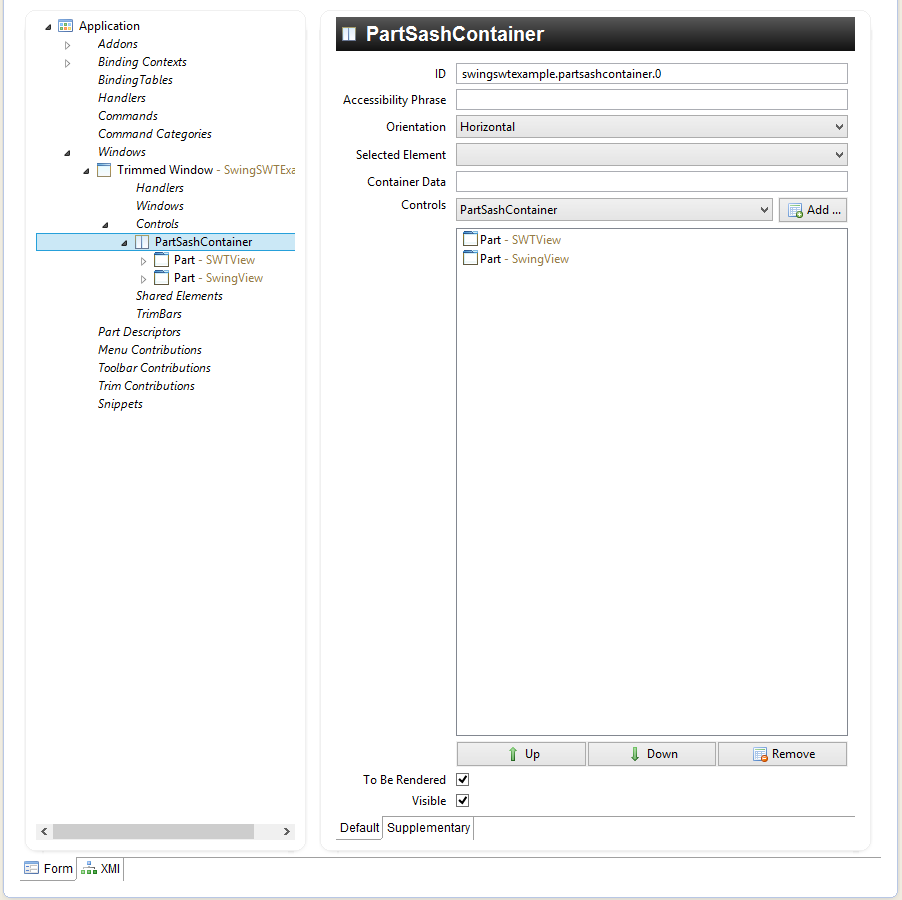 Application
Addons
Binding Contexts
BindingTables
Handlers
Commands
Command Categories
Windows
Trimmed Window - SwingSWTExa
Handlers
Windows
Controls
PartSashContainer
Part - SWTView
Part - SwingView
Shared Elements
TrimBars
Part Descriptors
Menu Contributions
Toolbar Contributions
Trim Contributions
Snippets
PartSashContainer
ID swingswtexample.partsashcontainer.0
Accessibility Phrase
Orientation Horizontal
Selected Element
Container Data
Controls PartSashContainer Add ...
Part - SWTView
Part - SwingView
Up Down Remove
To Be Rendered
Visible
Default Supplementary
Form XMI